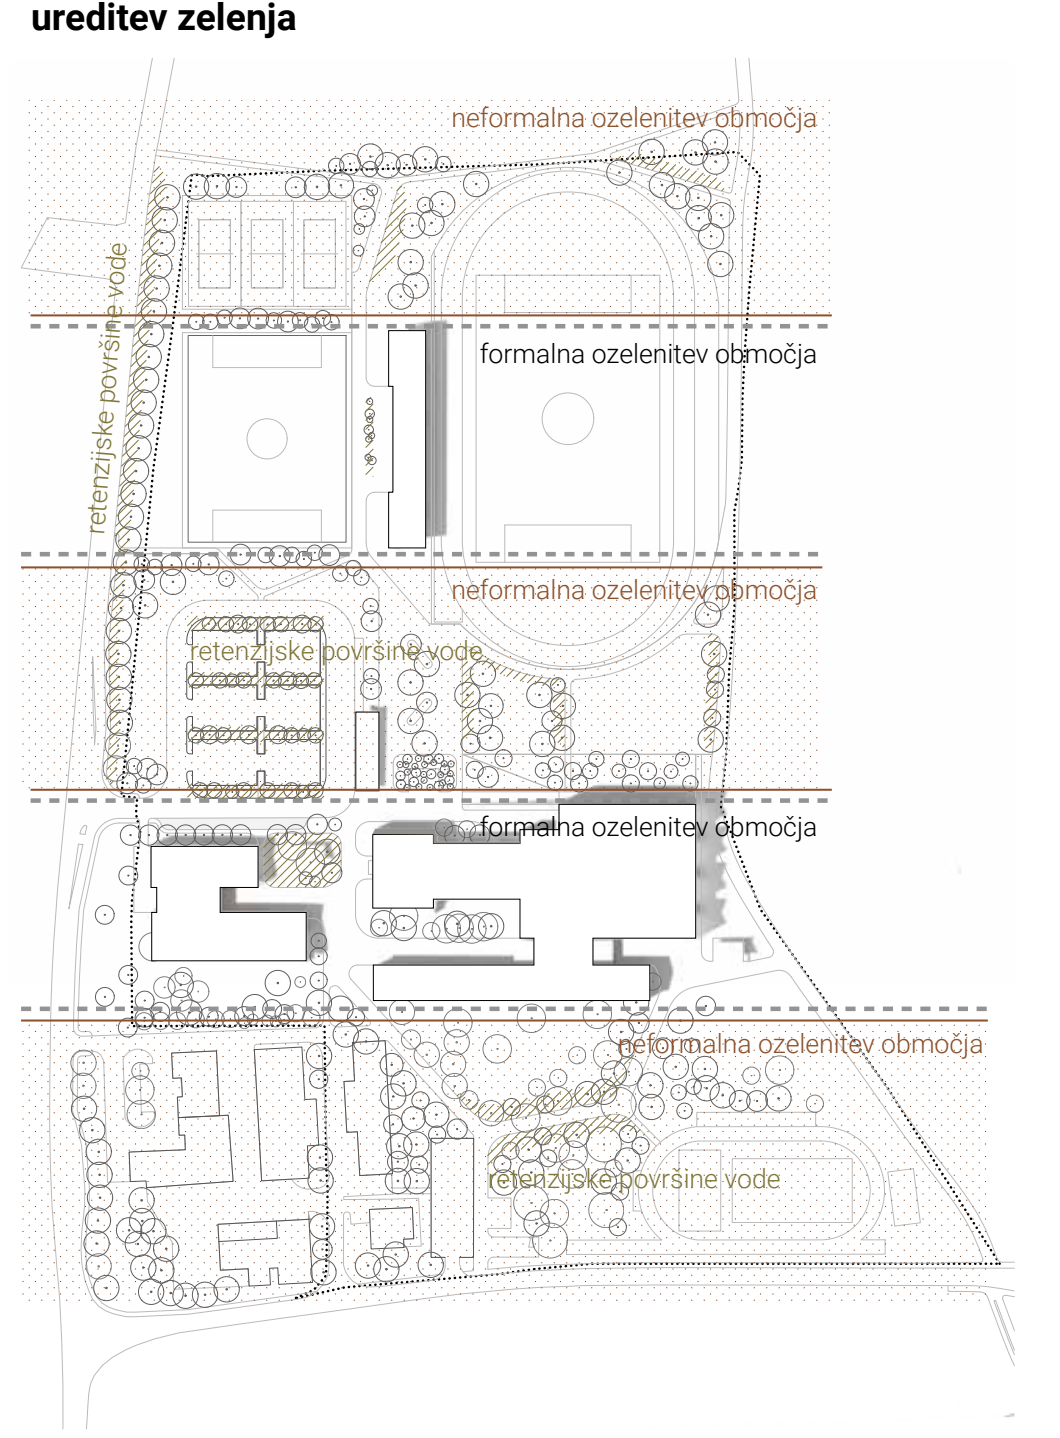 ureditev zelenja
neformalna ozelenitev območja
retenzijske površine vode
formalna ozelenitev območja
neformalna ozelenitev območja
retenzijske površine vode
formalna ozelenitev območja
neformalna ozelenitev območja
retenzijske površine vode